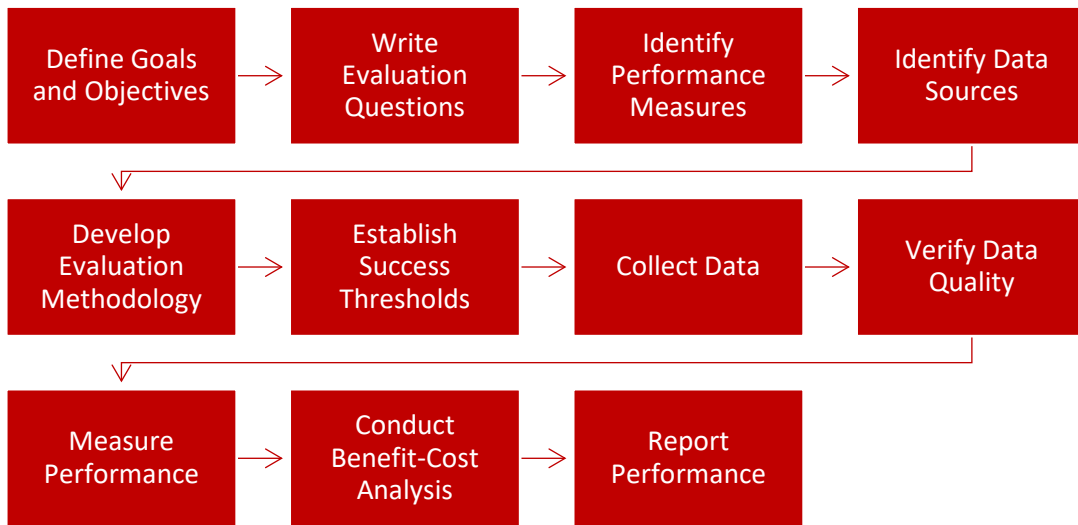 Define Goals
and Objectives
Write
Evaluation
Questions
Identify
Performance
Measures
Identify Data
Sources
Develop
Evaluation
Methodology
Establish
Success
Thresholds
Collect Data
Verify Data
Quality
Measure
Performance
Conduct
Benefit-Cost
Analysis
Report
Performance